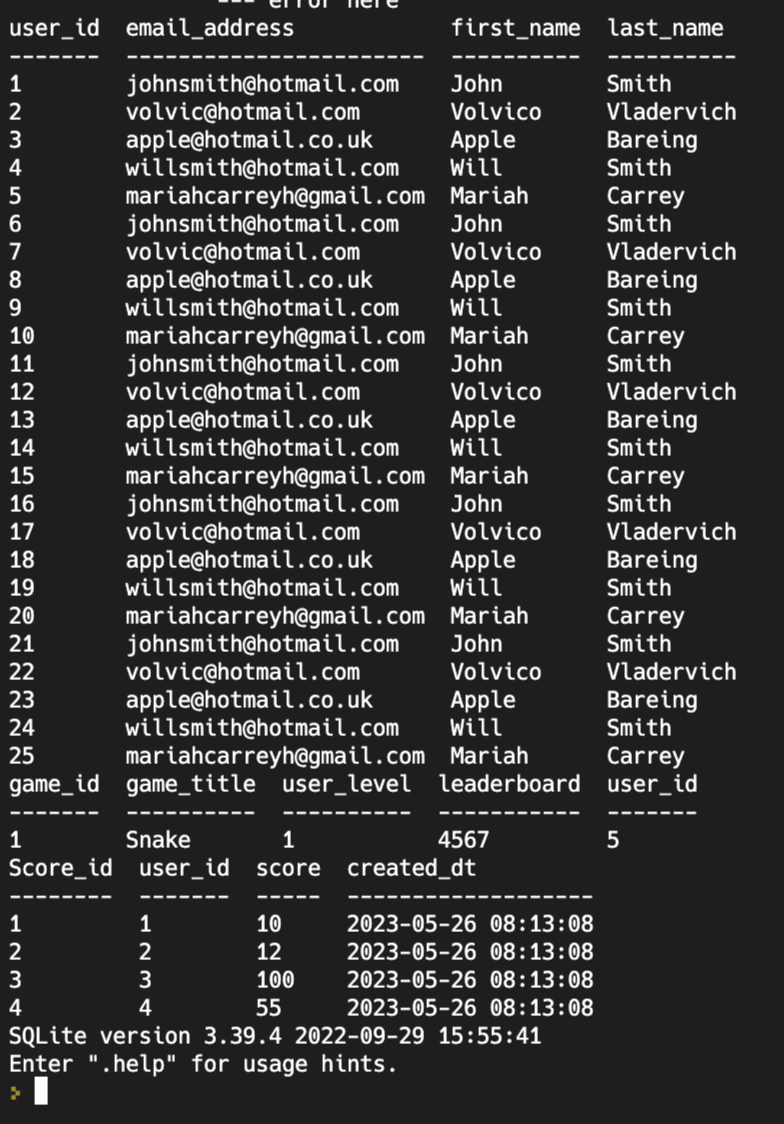 --- error here
user_id  email_address            first_name  last_name
-------  -----------------------  ----------  ----------
1        johnsmith@hotmail.com    John        Smith
2        volvic@hotmail.com       Volvico     Vladervich
3        apple@hotmail.co.uk      Apple       Bareing
4        willsmith@hotmail.com    Will        Smith
5        mariahcarreyh@gmail.com  Mariah      Carrey
6        johnsmith@hotmail.com    John        Smith
7        volvic@hotmail.com       Volvico     Vladervich
8        apple@hotmail.co.uk      Apple       Bareing
9        willsmith@hotmail.com    Will        Smith
10       mariahcarreyh@gmail.com  Mariah      Carrey
11       johnsmith@hotmail.com    John        Smith
12       volvic@hotmail.com       Volvico     Vladervich
13       apple@hotmail.co.uk      Apple       Bareing
14       willsmith@hotmail.com    Will        Smith
15       mariahcarreyh@gmail.com  Mariah      Carrey
16       johnsmith@hotmail.com    John        Smith
17       volvic@hotmail.com       Volvico     Vladervich
18       apple@hotmail.co.uk      Apple       Bareing
19       willsmith@hotmail.com    Will        Smith
20       mariahcarreyh@gmail.com  Mariah      Carrey
21       johnsmith@hotmail.com    John        Smith
22       volvic@hotmail.com       Volvico     Vladervich
23       apple@hotmail.co.uk      Apple       Bareing
24       willsmith@hotmail.com    Will        Smith
25       mariahcarreyh@gmail.com  Mariah      Carrey
game_id  game_title  user_level  leaderboard  user_id
-------  ----------  ----------  -----------  -------
1        Snake       1           4567         5
Score_id  user_id  score  created_dt
--------  -------  -----  -------------------
1         1        10     2023-05-26 08:13:08
2         2        12     2023-05-26 08:13:08
3         3        100    2023-05-26 08:13:08
4         4        55     2023-05-26 08:13:08
SQLite version 3.39.4 2022-09-29 15:55:41
Enter ".help" for usage hints.
>